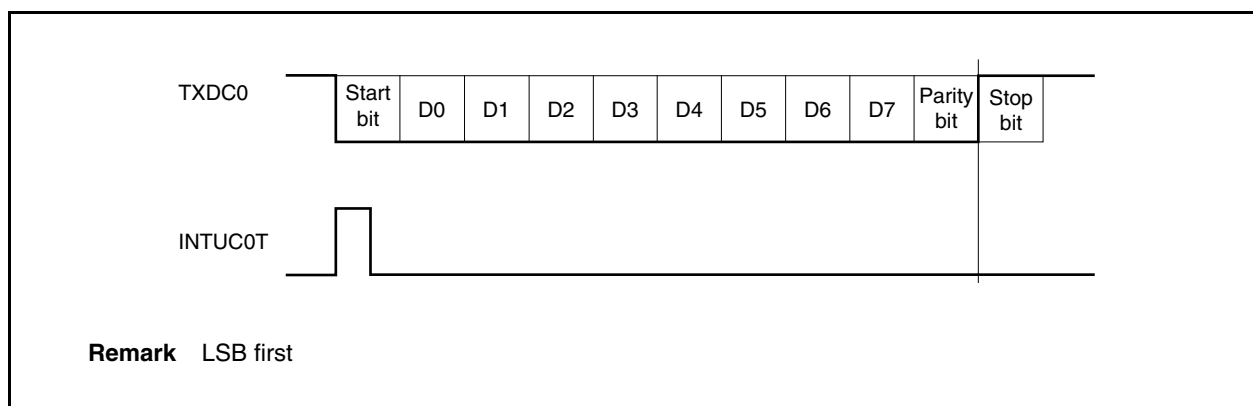 TXDC0
Start bit
D0
D1
D2
D3
D4
D5
D6
D7
Parity bit
Stop bit
INTUC0T
Remark LSB first